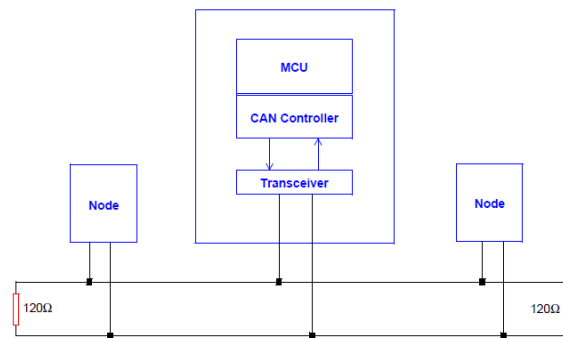 MCU
CAN Controller
Transceiver
Node
Node
120Ω
120Ω